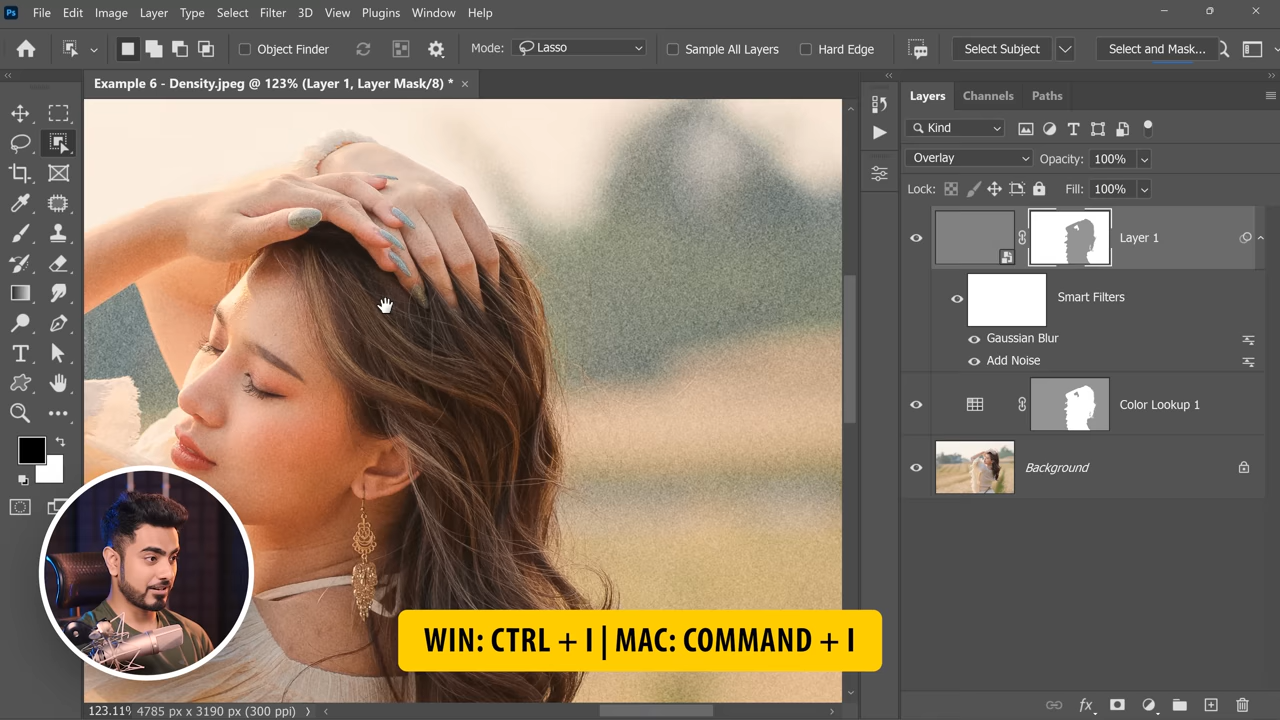 Ps File Edit Image Layer Type Select Filter 3D View Plugins Window Help
Object Finder Mode: Lasso Sample All Layers Hard Edge Select Subject Select and Mask...
Example 6 - Density.jpeg @ 123% (Layer 1, Layer Mask/8) * ×
Layers Channels Paths
Kind
Overlay Opacity: 100%
Lock: Fill: 100%
Layer 1
Smart Filters
Gaussian Blur
Add Noise
Color Lookup 1
Background
WIN: CTRL + I | MAC: COMMAND + I
123.11% 4785 px x 3190 px (300 ppi)